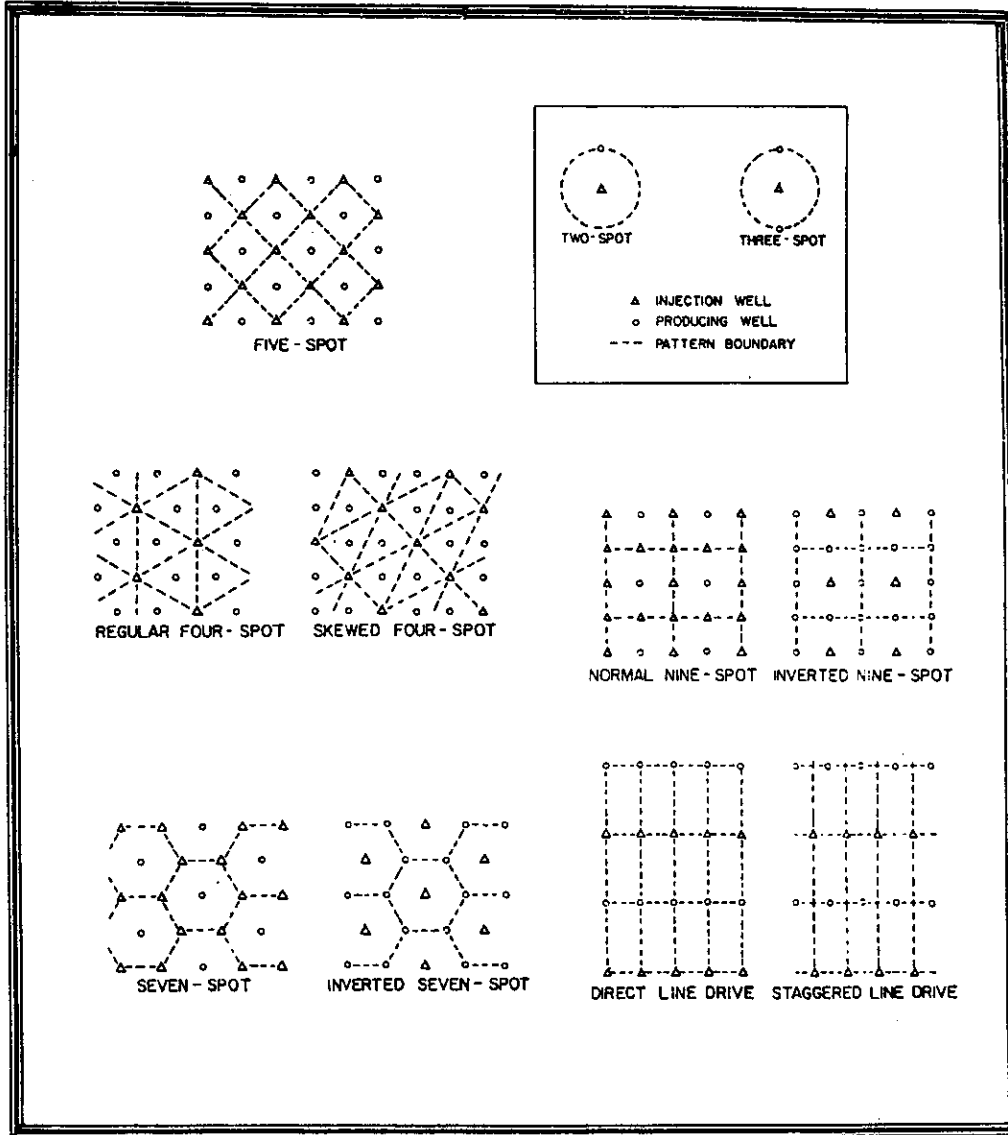 TWO-SPOT
THREE-SPOT
INJECTION WELL
PRODUCING WELL
PATTERN BOUNDARY
FIVE-SPOT
REGULAR FOUR-SPOT
SKEWED FOUR-SPOT
NORMAL NINE-SPOT
INVERTED NINE-SPOT
SEVEN-SPOT
INVERTED SEVEN-SPOT
DIRECT LINE DRIVE
STAGGERED LINE DRIVE